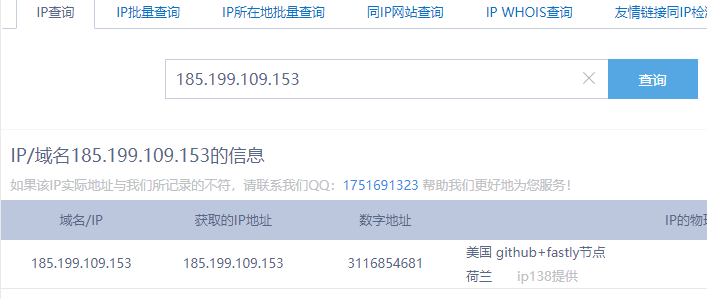 IP查询 IP批量查询 IP所在地批量查询 同IP网站查询 IP WHOIS查询 友情链接同IP检
185.199.109.153 查询
IP/域名185.199.109.153的信息
如果该IP实际地址与我们所记录的不符，请联系我们QQ：1751691323 帮助我们更好地为您服务！
域名/IP 获取的IP地址 数字地址 IP的物
185.199.109.153 185.199.109.153 3116854681 美国 github+fastly节点
荷兰 ip138提供